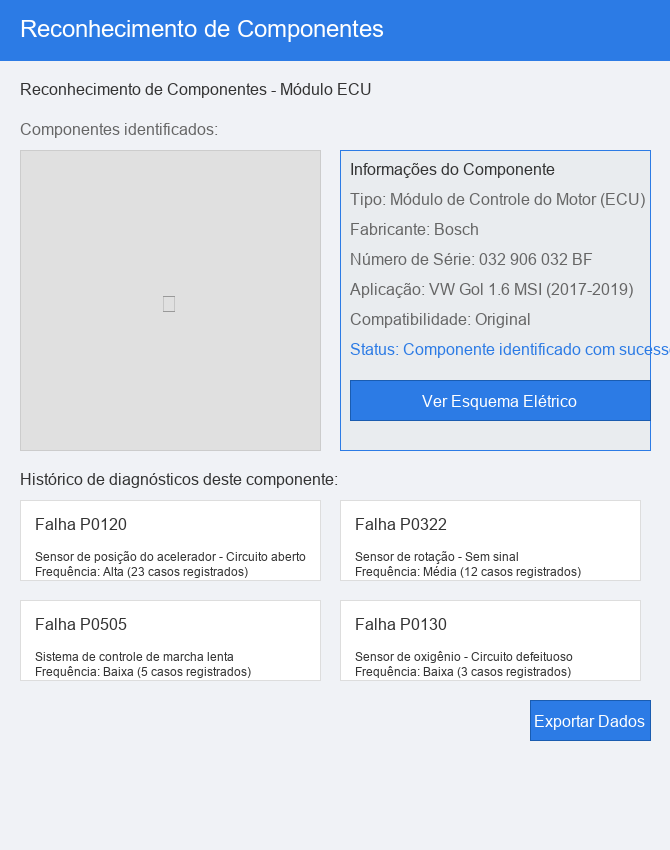 Reconhecimento de Componentes
Reconhecimento de Componentes - Módulo ECU
Componentes identificados:
Informações do Componente
Tipo: Módulo de Controle do Motor (ECU)
Fabricante: Bosch
Número de Série: 032 906 032 BF
Aplicação: VW Gol 1.6 MSI (2017-2019)
Compatibilidade: Original
Status: Componente identificado com sucess
Ver Esquema Elétrico
Histórico de diagnósticos deste componente:
Falha P0120
Sensor de posição do acelerador - Circuito aberto
Frequência: Alta (23 casos registrados)
Falha P0322
Sensor de rotação - Sem sinal
Frequência: Média (12 casos registrados)
Falha P0505
Sistema de controle de marcha lenta
Frequência: Baixa (5 casos registrados)
Falha P0130
Sensor de oxigênio - Circuito defeituoso
Frequência: Baixa (3 casos registrados)
Exportar Dados